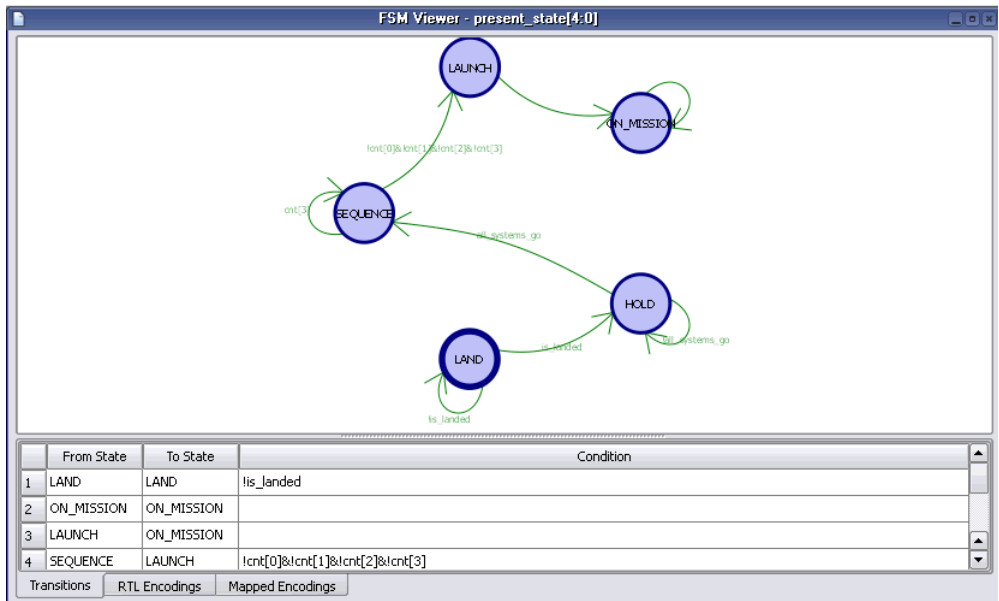 FSM Viewer - present_state[4:0]
LAUNCH
ON_MISSION
!cnt[0]&!cnt[1]&!cnt[2]&!cnt[3]
cnt[3]
SEQUENCE
all_systems_go
HOLD
!all_systems_go
is_landed
LAND
!is_landed
From State To State Condition
1 LAND LAND !is_landed
2 ON_MISSION ON_MISSION
3 LAUNCH ON_MISSION
4 SEQUENCE LAUNCH !cnt[0]&!cnt[1]&!cnt[2]&!cnt[3]
Transitions RTL Encodings Mapped Encodings